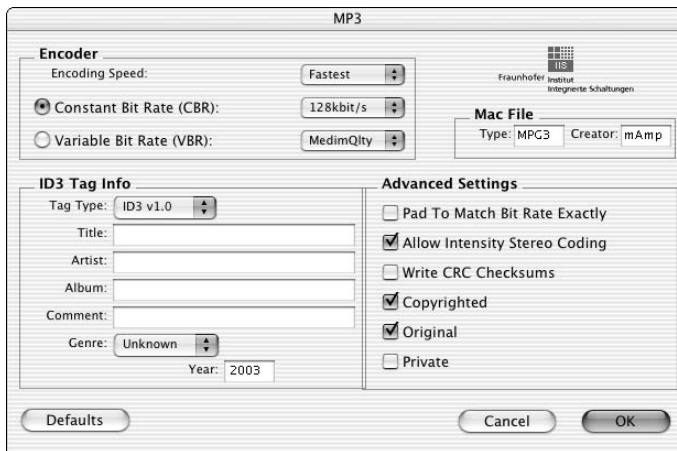 MP3
Encoder
Encoding Speed: Fastest
Constant Bit Rate (CBR): 128kbit/s
Variable Bit Rate (VBR): MedimQlty
IIS
Fraunhofer Institut
Integrierte Schaltungen
Mac File
Type: MPG3 Creator: mAmp
ID3 Tag Info
Tag Type: ID3 v1.0
Title:
Artist:
Album:
Comment:
Genre: Unknown
Year: 2003
Advanced Settings
Pad To Match Bit Rate Exactly
Allow Intensity Stereo Coding
Write CRC Checksums
Copyrighted
Original
Private
Defaults
Cancel
OK